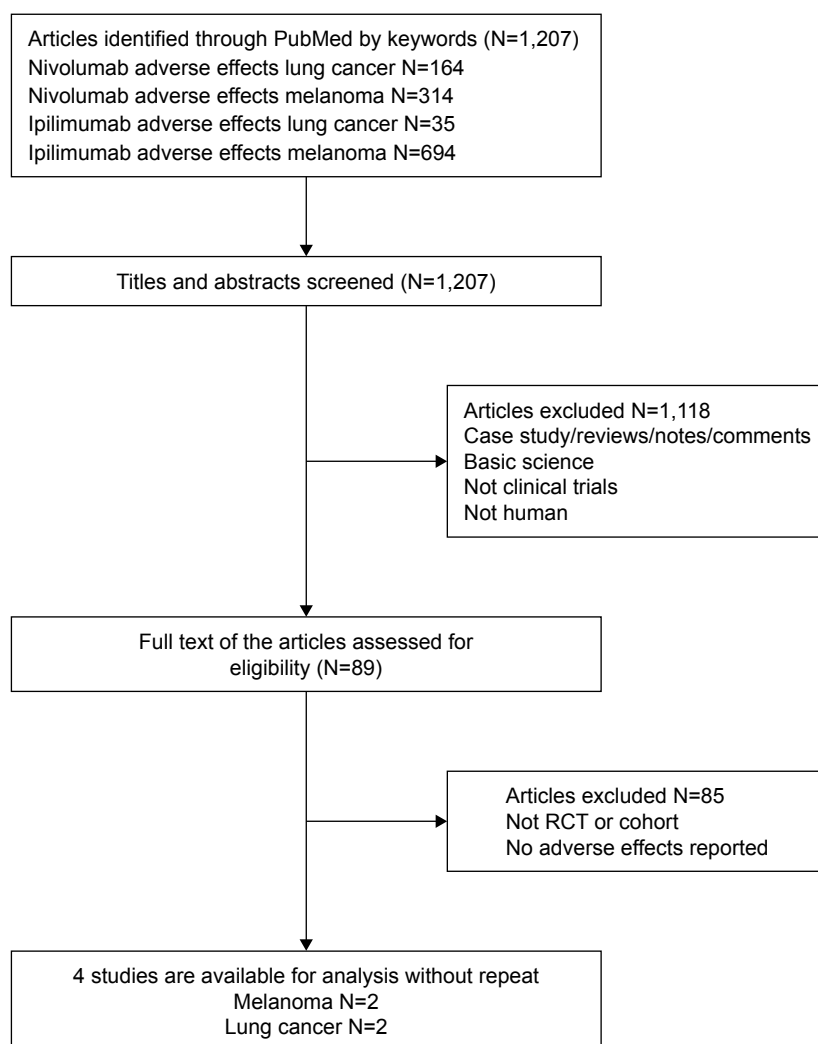 Articles identified through PubMed by keywords (N=1,207)
Nivolumab adverse effects lung cancer N=164
Nivolumab adverse effects melanoma N=314
Ipilimumab adverse effects lung cancer N=35
Ipilimumab adverse effects melanoma N=694
Titles and abstracts screened (N=1,207)
Articles excluded N=1,118
Case study/reviews/notes/comments
Basic science
Not clinical trials
Not human
Full text of the articles assessed for
eligibility (N=89)
Articles excluded N=85
Not RCT or cohort
No adverse effects reported
4 studies are available for analysis without repeat
Melanoma N=2
Lung cancer N=2